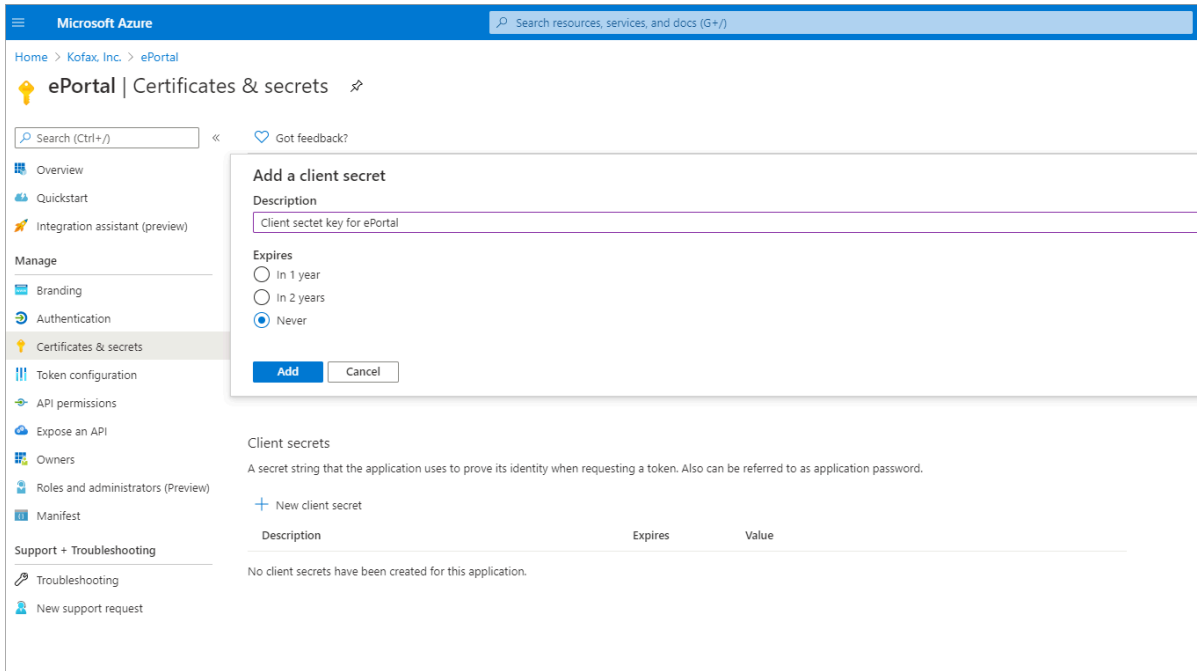 Microsoft Azure
Search resources, services, and docs (G+/)
Home > Kofax, Inc. > ePortal
ePortal | Certificates & secrets
Search (Ctrl+/)
«
Got feedback?
Overview
Quickstart
Integration assistant (preview)
Manage
Branding
Authentication
Certificates & secrets
Token configuration
API permissions
Expose an API
Owners
Roles and administrators (Preview)
Manifest
Support + Troubleshooting
Troubleshooting
New support request
Add a client secret
Description
Client sectet key for ePortal
Expires
In 1 year
In 2 years
Never
Add Cancel
Client secrets
A secret string that the application uses to prove its identity when requesting a token. Also can be referred to as application password.
New client secret
Description Expires Value
No client secrets have been created for this application.